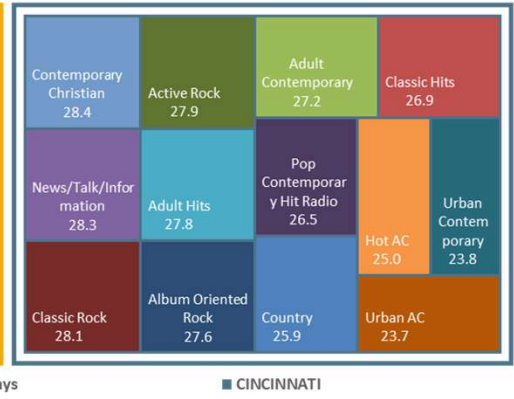 Contemporary
Christian
28.4
Active Rock
27.9
Adult
Contemporary
27.2
Classic Hits
26.9
News/Talk/Infor
mation
28.3
Adult Hits
27.8
Pop
Contemporar
y Hit Radio
26.5
Hot AC
25.0
Urban
Contem
porary
23.8
Classic Rock
28.1
Album Oriented
Rock
27.6
Country
25.9
Urban AC
23.7
CINCINNATI